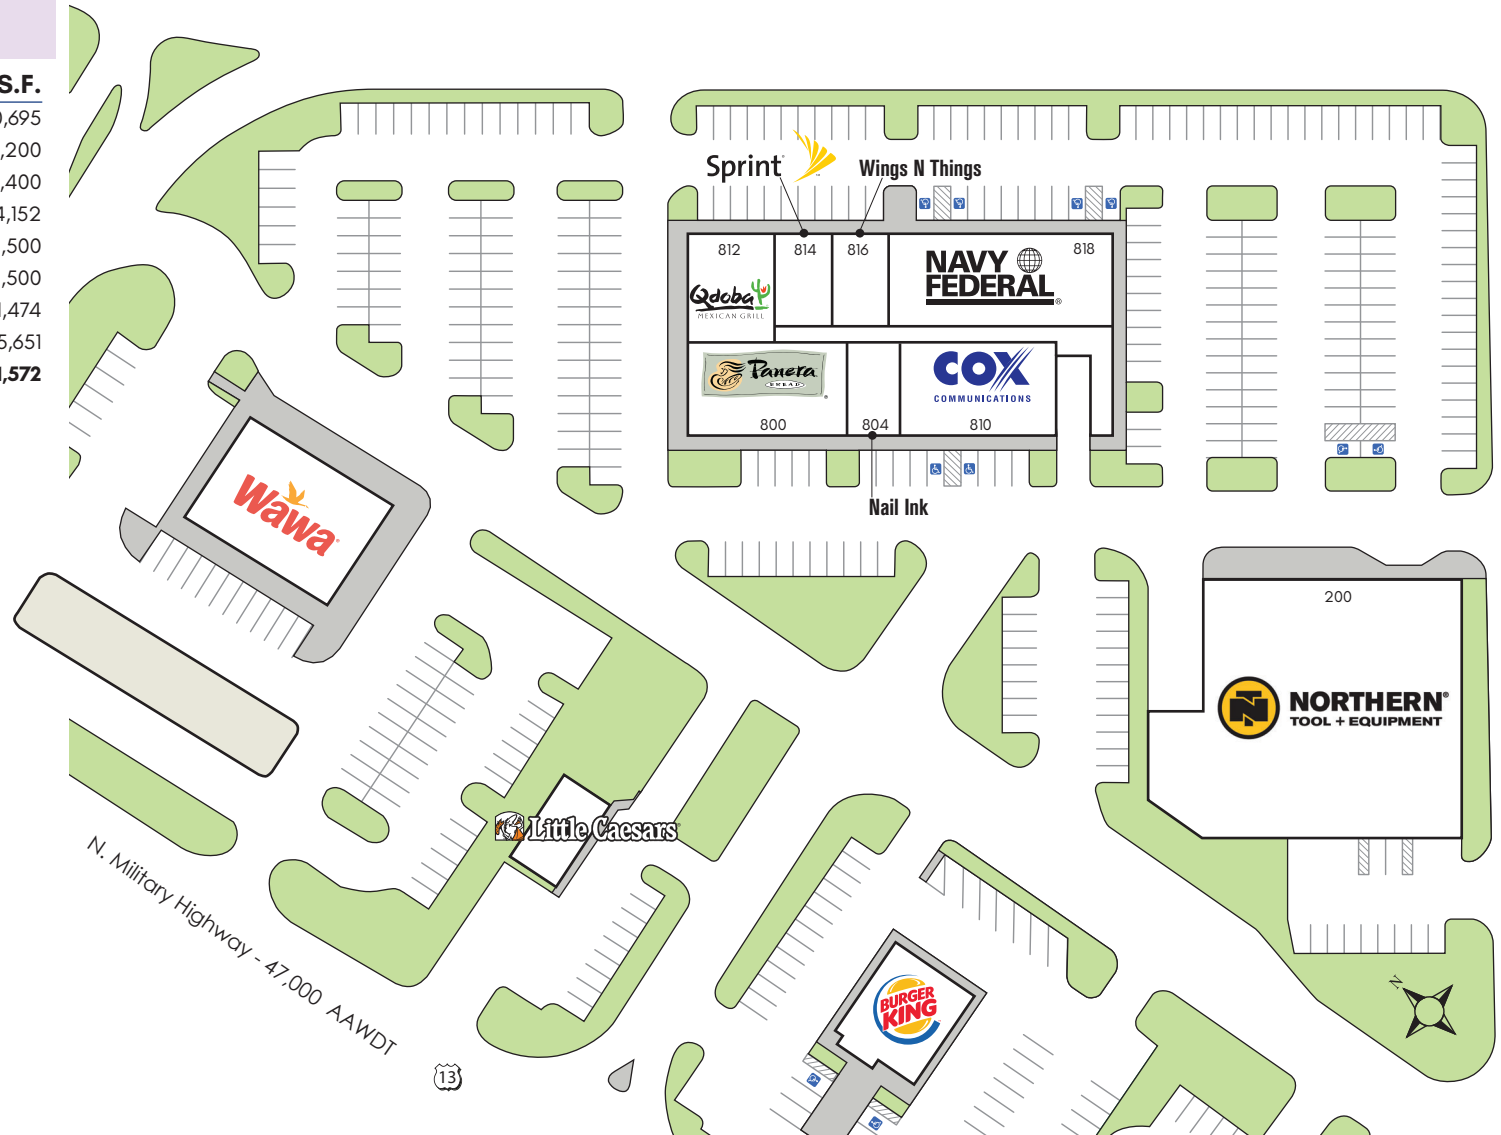 S.F.
,695
,200
,400
,152
,500
,500
,474
5,651
,572
Sprint
Wings N Things
812
814
816
818
Qdoba
MEXICAN GRILL
NAVY
FEDERAL
Panera
BREAD
COX
COMMUNICATIONS
800
804
810
Nail Ink
Wawa
200
NORTHERN
TOOL + EQUIPMENT
Little Caesars
N. Military Highway - 47,000 AAWDT
13
BURGER
KING
N